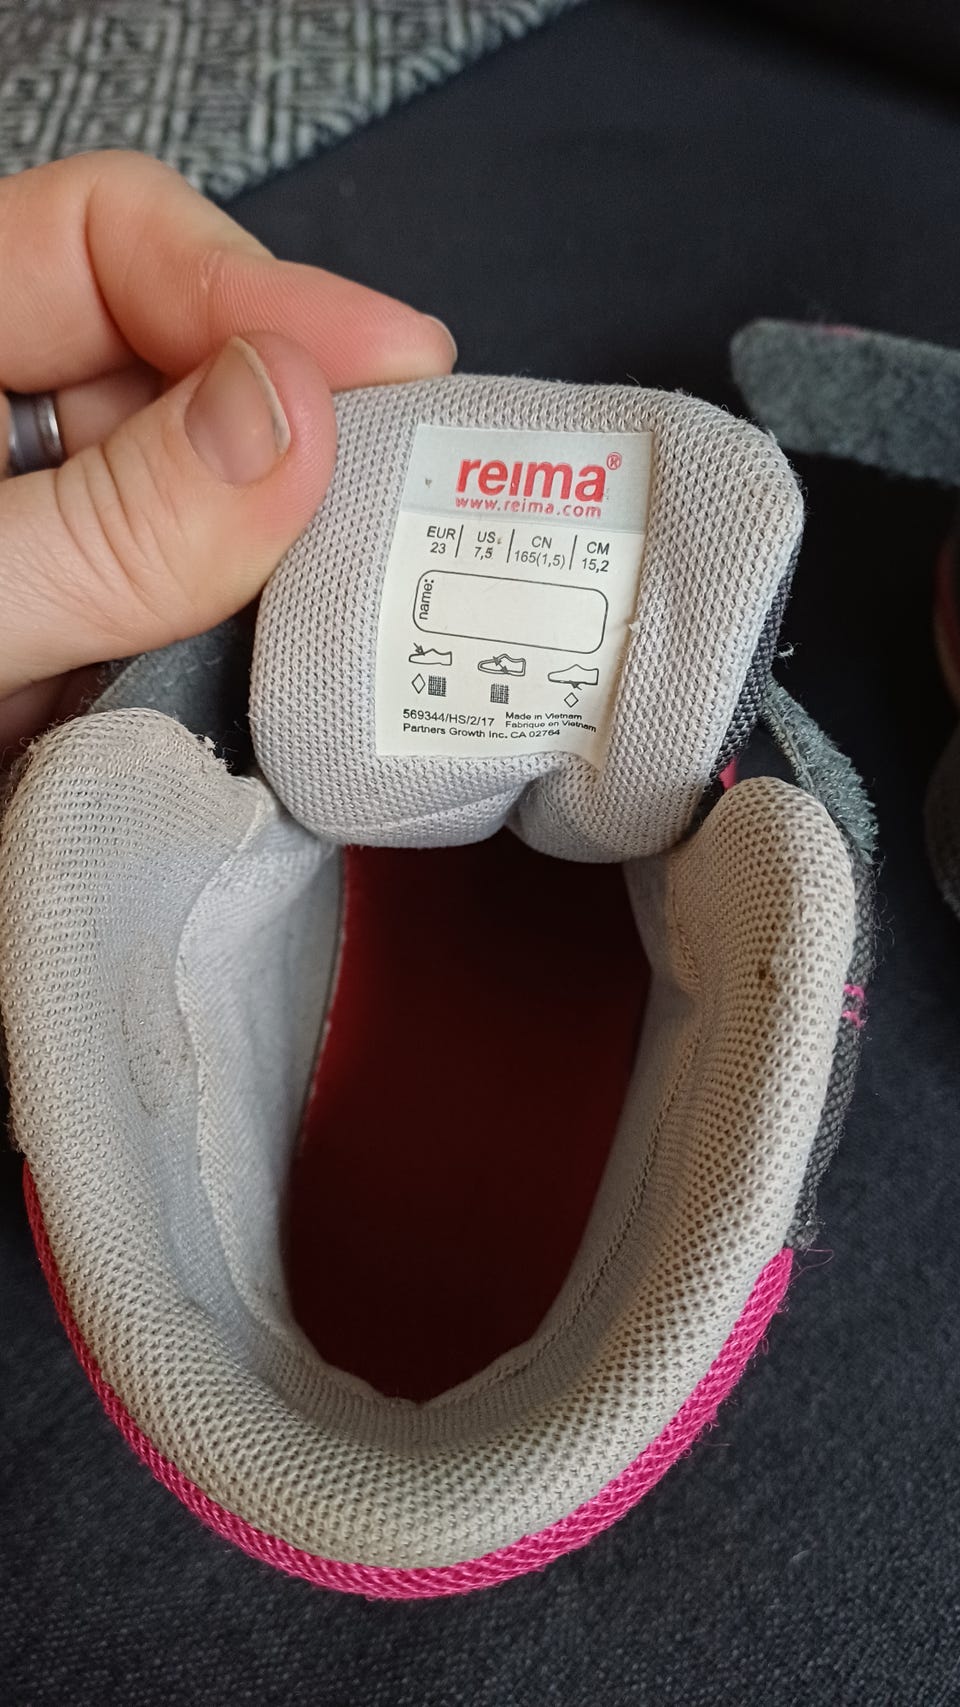 reima®
www.reima.com
EUR 23 | US 7,5 | CN 165(1,5) | CM 15,2
name:
569344/HS/2/17 Made in Vietnam
Fabriqué en Vietnam
Partners Growth Inc. CA 02764